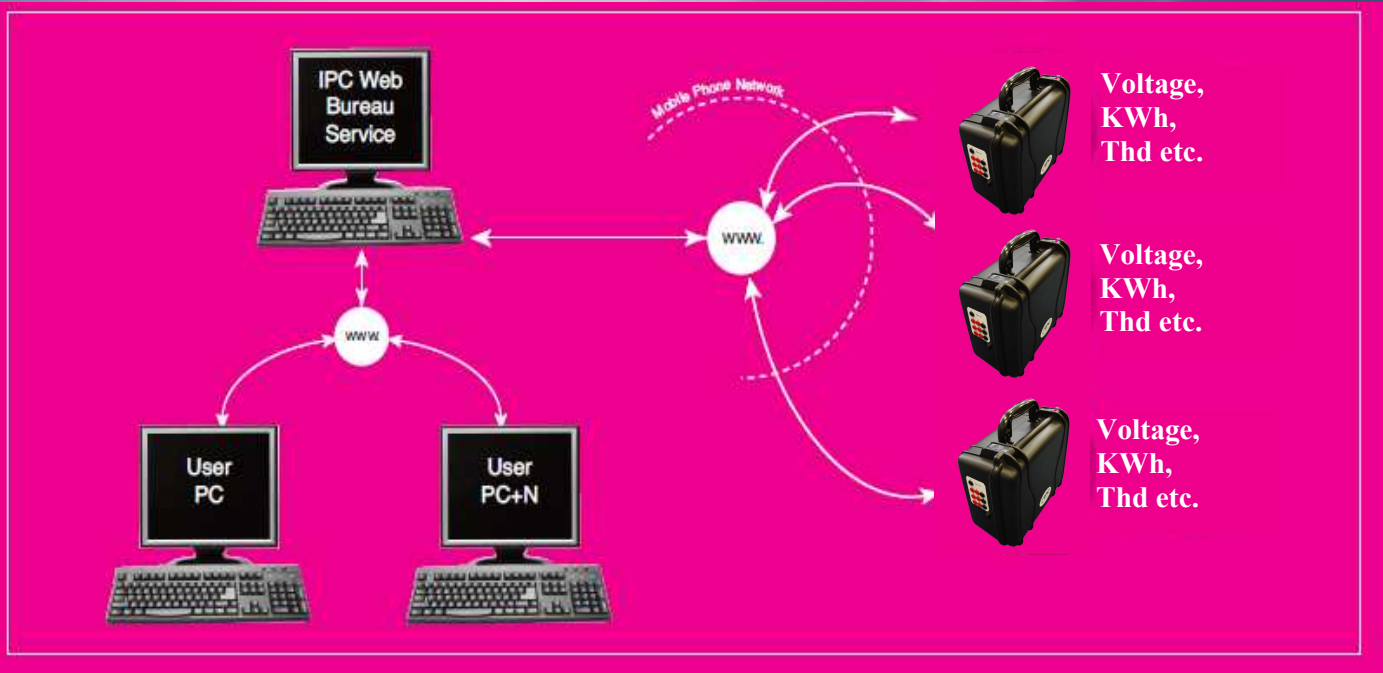 IPC Web
Bureau
Service
Mobile Phone Network
www.
www.
User
PC
User
PC+N
Voltage,
KWh,
Thd etc.
Voltage,
KWh,
Thd etc.
Voltage,
KWh,
Thd etc.